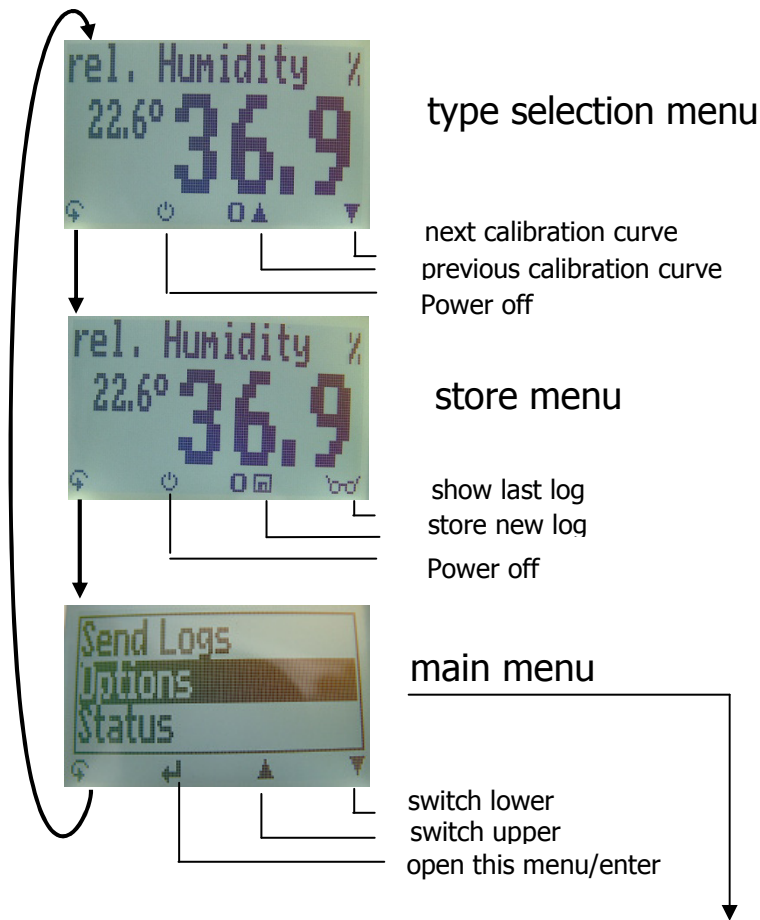 rel. Humidity %
22.6° 36.9
0
type selection menu
next calibration curve
previous calibration curve
Power off
rel. Humidity %
22.6° 36.9
0
store menu
show last log
store new log
Power off
Send Logs
Options
Status
main menu
switch lower
switch upper
open this menu/enter